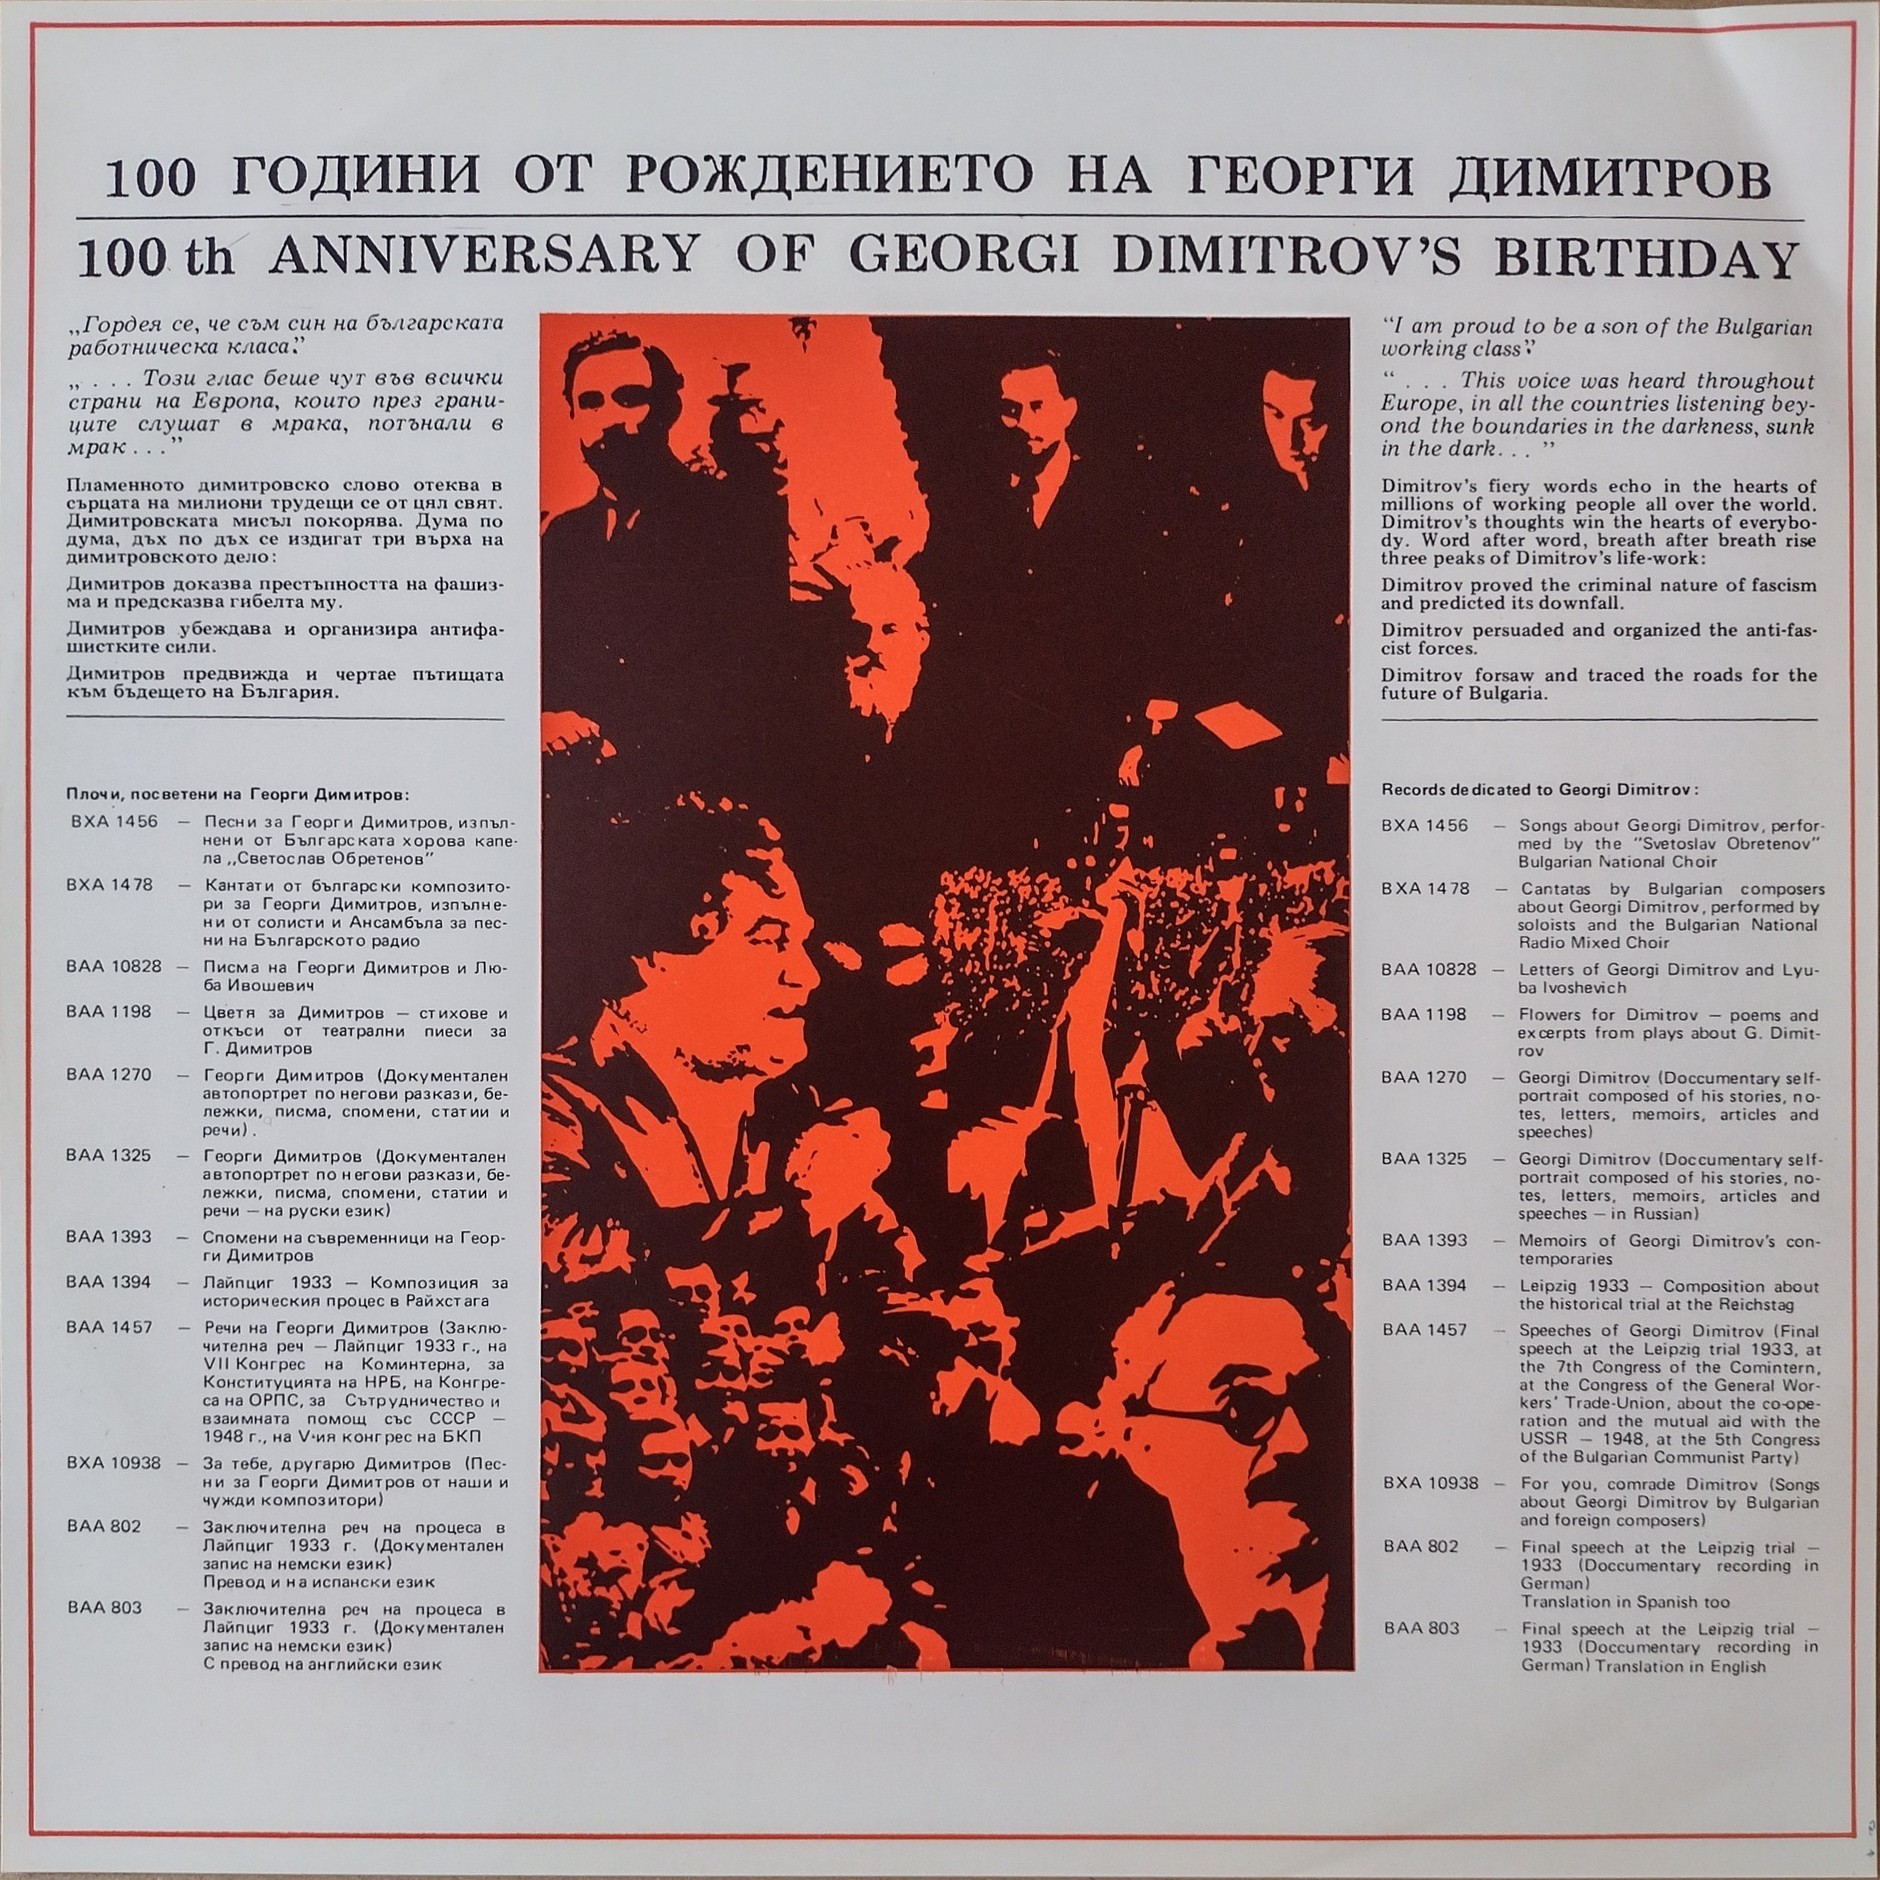 100 ГОДИНИ ОТ РОЖДЕНИЕТО НА ГЕОРГИ ДИМИТРОВ
100 th ANNIVERSARY OF GEORGI DIMITROV'S BIRTHDAY
„Гордея се, че съм син на българската
работническа класа."
„ . . . Този глас беше чут във всички
страни на Европа, които през грани-
ците слушат в мрака, потънали в
мрак . . ."
Пламенното димитровско слово отеква в
сърцата на милиони трудещи се от цял свят.
Димитровската мисъл покорява. Дума по
дума, дъх по дъх се издигат три върха на
димитровското дело:
Димитров доказва престъпността на фашиз-
ма и предсказва гибелта му.
Димитров убеждава и организира антифа-
шистките сили.
Димитров предвижда и чертае пътищата
към бъдещето на България.
Плочи, посветени на Георги Димитров:
ВХА 1456 — Песни за Георги Димитров, изпъл-
нени от Българската хорова капе-
ла „Светослав Обретенов"
ВХА 1478 — Кантати от български композито-
ри за Георги Димитров, изпълне-
ни от солисти и Ансамбъла за пес-
ни на Българското радио
ВАА 10828 — Писма на Георги Димитров и Лю-
ба Ивошевич
ВАА 1198 — Цветя за Димитров — стихове и
откъси от театрални пиеси за
Г. Димитров
ВАА 1270 — Георги Димитров (Документален
автопортрет по негови разкази, бе-
лежки, писма, спомени, статии и
речи) .
ВАА 1325 — Георги Димитров (Документален
автопортрет по негови разкази, бе-
лежки, писма, спомени, статии и
речи — на руски език)
ВАА 1393 — Спомени на съвременници на Геор-
ги Димитров
ВАА 1394 — Лайпциг 1933 — Композиция за
историческия процес в Райхстага
ВАА 1457 — Речи на Георги Димитров (Заклю-
чителна реч — Лайпциг 1933 г., на
VII Конгрес на Коминтерна, за
Конституцията на НРБ, на Конгре-
са на ОРПС, за Сътрудничество и
взаимната помощ със СССР —
1948 г., на V-ия конгрес на БКП
ВХА 10938 — За тебе, другарю Димитров (Пес-
ни за Георги Димитров от наши и
чужди композитори)
ВАА 802 — Заключителна реч на процеса в
Лайпциг 1933 г. (Документален
запис на немски език)
Превод и на испански език
ВАА 803 — Заключителна реч на процеса в
Лайпциг 1933 г. (Документален
запис на немски език)
С превод на английски език
"I am proud to be a son of the Bulgarian
working class".
" . . . This voice was heard throughout
Europe, in all the countries listening bey-
ond the boundaries in the darkness, sunk
in the dark. . . "
Dimitrov's fiery words echo in the hearts of
millions of working people all over the world.
Dimitrov's thoughts win the hearts of everybo-
dy. Word after word, breath after breath rise
three peaks of Dimitrov's life-work:
Dimitrov proved the criminal nature of fascism
and predicted its downfall.
Dimitrov persuaded and organized the anti-fas-
cist forces.
Dimitrov forsaw and traced the roads for the
future of Bulgaria.
Records dedicated to Georgi Dimitrov:
BXA 1456 — Songs about Georgi Dimitrov, perfor-
med by the "Svetoslav Obretenov"
Bulgarian National Choir
BXA 1478 — Cantatas by Bulgarian composers
about Georgi Dimitrov, performed by
soloists and the Bulgarian National
Radio Mixed Choir
BAA 10828 — Letters of Georgi Dimitrov and Lyu-
ba Ivoshevich
BAA 1198 — Flowers for Dimitrov — poems and
excerpts from plays about G. Dimit-
rov
BAA 1270 — Georgi Dimitrov (Doccumentary self-
portrait composed of his stories, no-
tes, letters, memoirs, articles and
speeches)
BAA 1325 — Georgi Dimitrov (Doccumentary self-
portrait composed of his stories, no-
tes, letters, memoirs, articles and
speeches — in Russian)
BAA 1393 — Memoirs of Georgi Dimitrov's con-
temporaries
BAA 1394 — Leipzig 1933 — Composition about
the historical trial at the Reichstag
BAA 1457 — Speeches of Georgi Dimitrov (Final
speech at the Leipzig trial 1933, at
the 7th Congress of the Comintern,
at the Congress of the General Wor-
kers' Trade-Union, about the co-ope-
ration and the mutual aid with the
USSR — 1948, at the 5th Congress
of the Bulgarian Communist Party)
BXA 10938 — For you, comrade Dimitrov (Songs
about Georgi Dimitrov by Bulgarian
and foreign composers)
BAA 802 — Final speech at the Leipzig trial —
1933 (Doccumentary recording in
German)
Translation in Spanish too
BAA 803 — Final speech at the Leipzig trial —
1933 (Doccumentary recording in
German) Translation in English